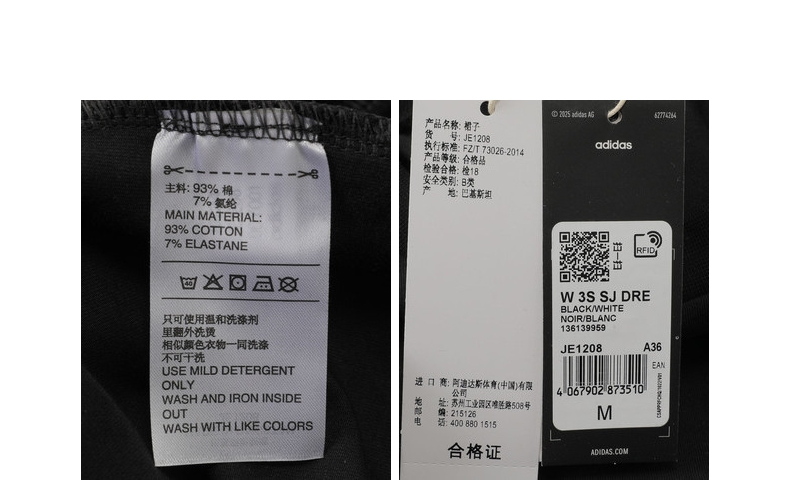 主料: 93% 棉
7% 氨纶
MAIN MATERIAL:
93% COTTON
7% ELASTANE
40
只可使用温和洗涤剂
里翻外洗烫
相似颜色衣物一同洗涤
不可干洗
USE MILD DETERGENT
ONLY
WASH AND IRON INSIDE
OUT
WASH WITH LIKE COLORS
产品名称: 裙子
货 号: JE1208
执行标准: FZ/T 73026-2014
产品等级: 合格品
检验合格: 检18
安全类别: B类
产 地: 巴基斯坦
进 口 商: 阿迪达斯体育(中国)有限
公司
地 址: 苏州工业园区唯胜路508号
邮 编: 215126
电 话: 400 880 1515
合格证
© 2025 adidas AG
62774264
adidas
RFID
W 3S SJ DRE
BLACK/WHITE
NOIR/BLANC
136139959
JE1208 A36
EAN
4 067902 873510
M
ADIDAS.COM